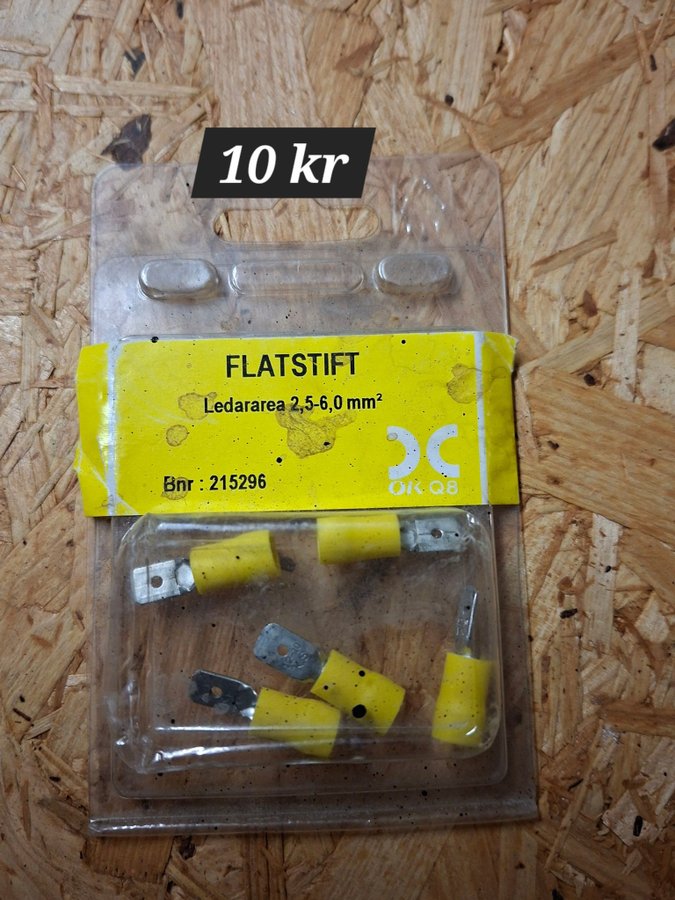 10 kr
FLATSTIFT
Ledararea 2,5-6,0 mm²
Bnr : 215296
OK Q8